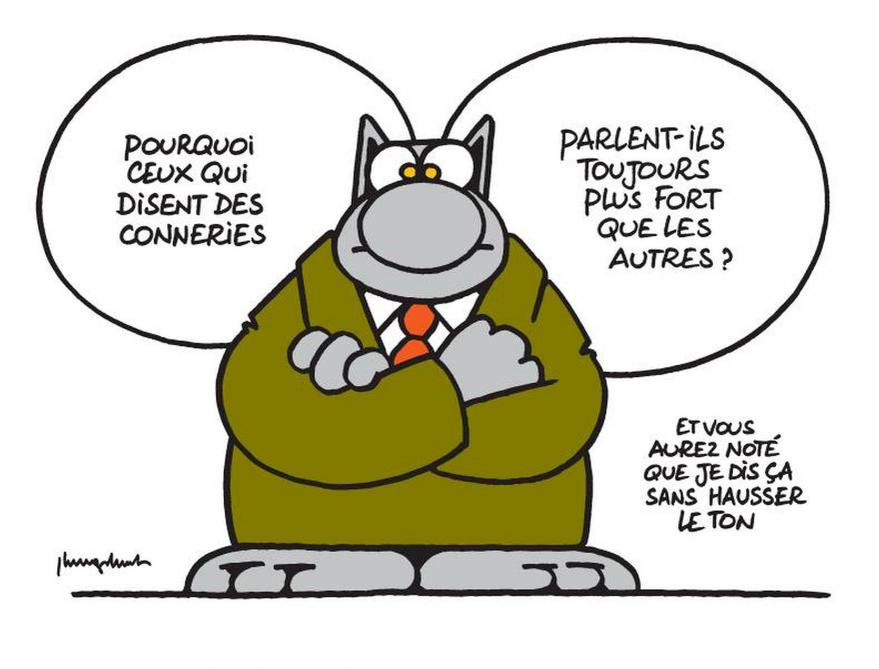 POURQUOI
CEUX QUI
DISENT DES
CONNERIES
PARLENT-ILS
TOUJOURS
PLUS FORT
QUE LES
AUTRES ?
ET VOUS
AUREZ NOTÉ
QUE JE DIS ÇA
SANS HAUSSER
LE TON